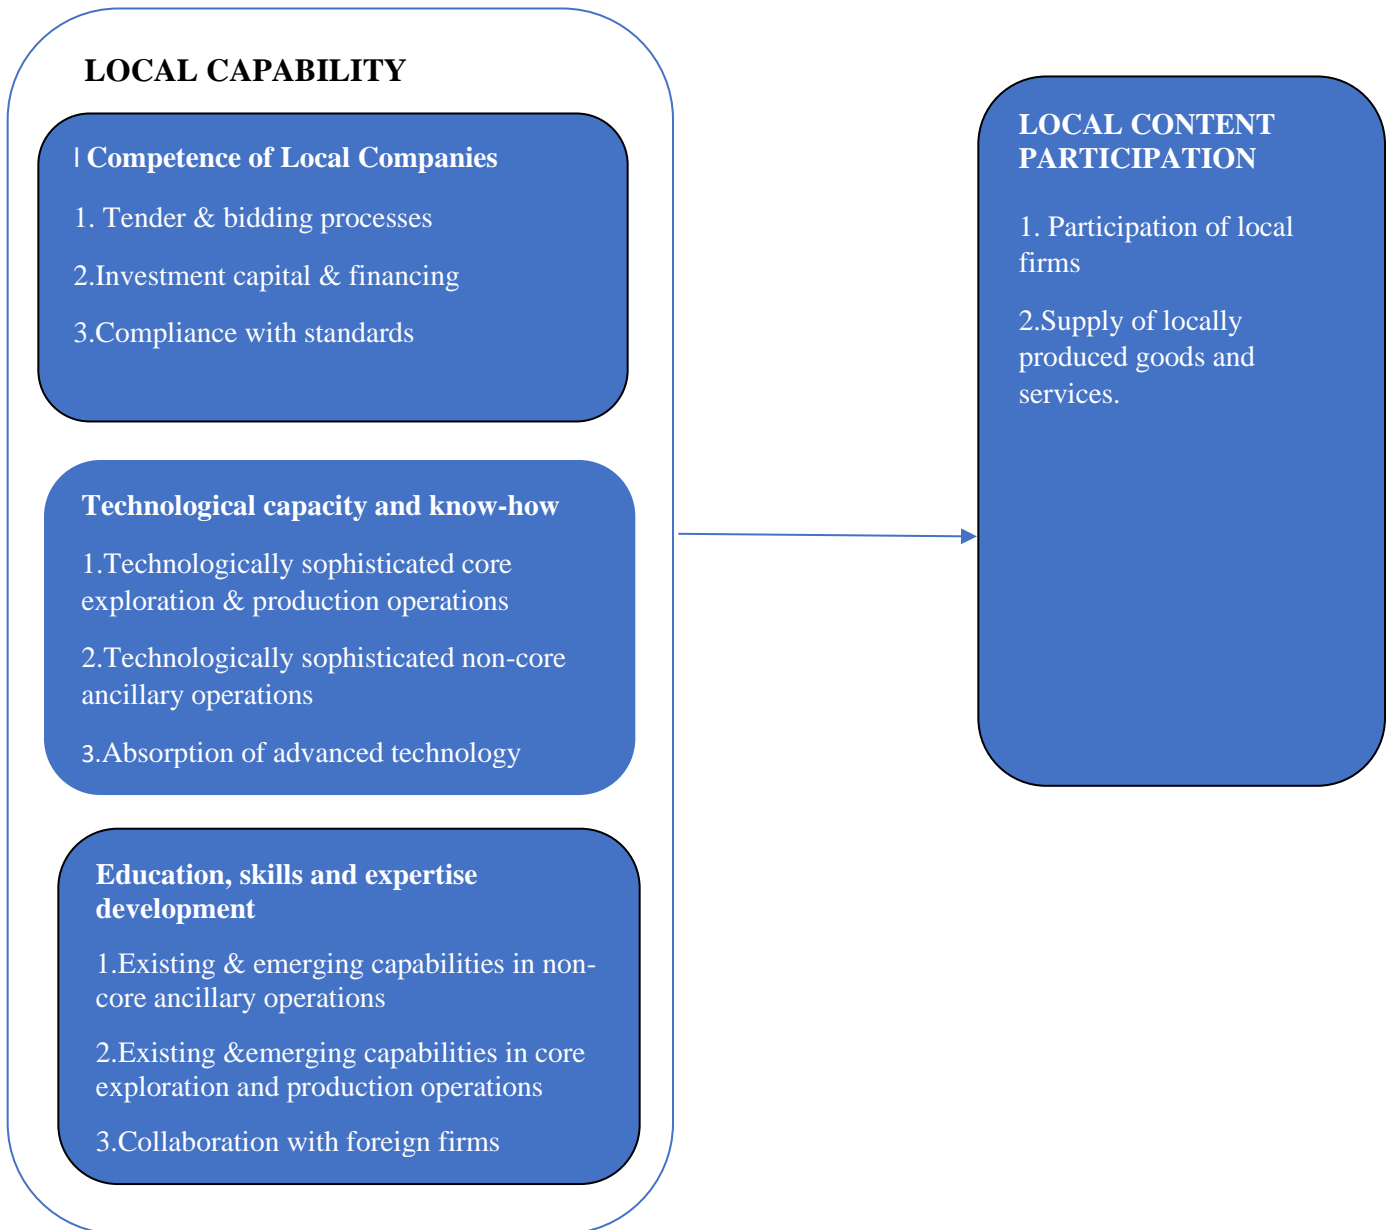 LOCAL CAPABILITY
| Competence of Local Companies
1. Tender & bidding processes
2.Investment capital & financing
3.Compliance with standards
Technological capacity and know-how
1.Technologically sophisticated core
exploration & production operations
2.Technologically sophisticated non-core
ancillary operations
3.Absorption of advanced technology
Education, skills and expertise
development
1.Existing & emerging capabilities in non-
core ancillary operations
2.Existing &emerging capabilities in core
exploration and production operations
3.Collaboration with foreign firms
LOCAL CONTENT
PARTICIPATION
1. Participation of local
firms
2.Supply of locally
produced goods and
services.